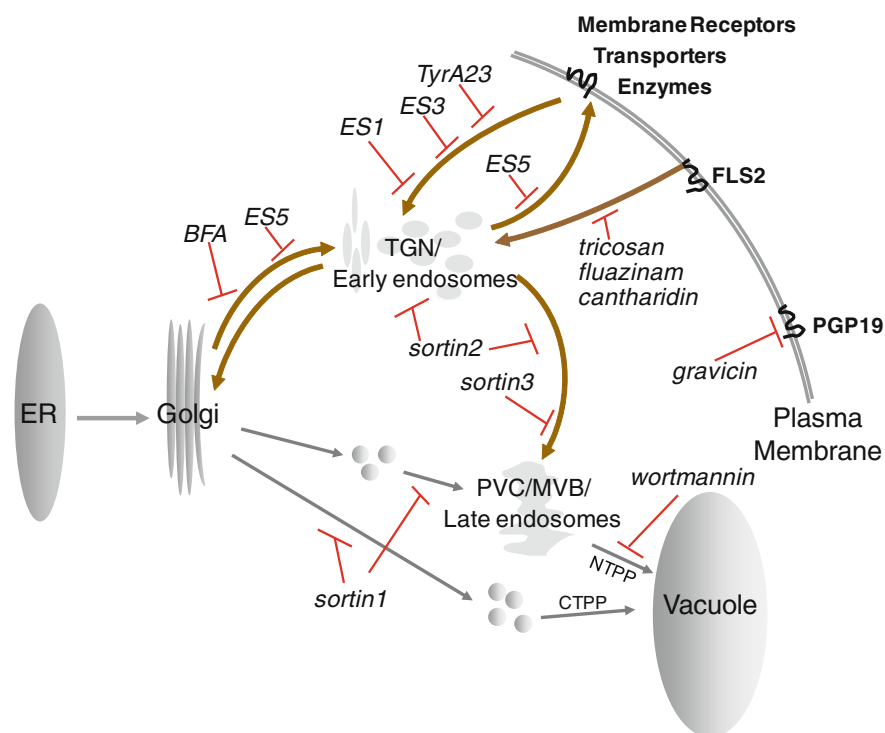 Membrane Receptors
Transporters
Enzymes
TyrA23
ES3
ES1
ES5
FLS2
BFA
ES5
TGN/
Early endosomes
tricosan
fluazinam
cantharidin
PGP19
sortin2
gravicin
sortin3
ER
Golgi
Plasma
Membrane
wortmannin
PVC/MVB/
Late endosomes
NTPP
sortin1
CTPP
Vacuole